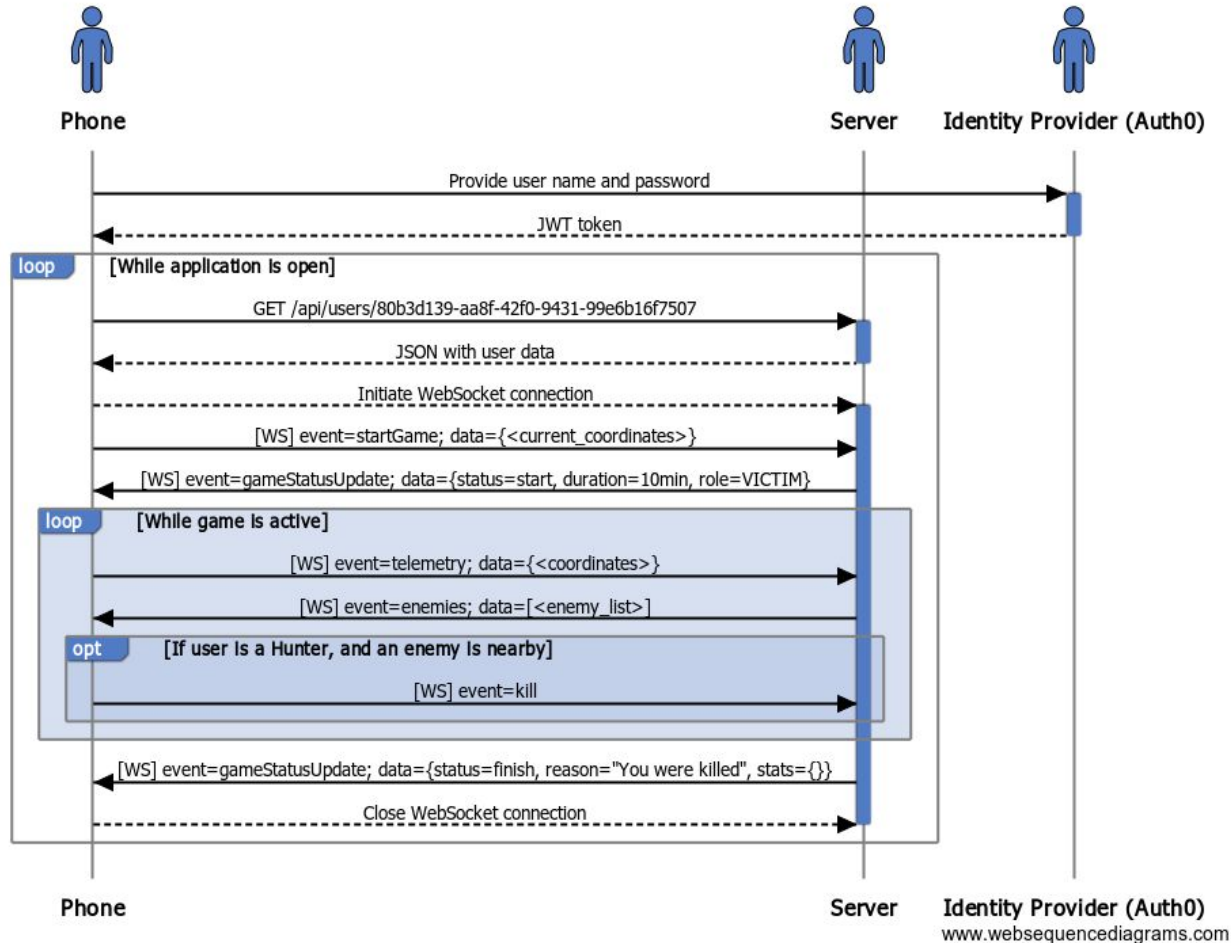 Phone
Server
Identity Provider (Auth0)
Provide user name and password
JWT token
loop
[While application is open]
GET /api/users/80b3d139-aa8f-42f0-9431-99e6b16f7507
JSON with user data
Initiate WebSocket connection
[WS] event=startGame; data={<current_coordinates>}
[WS] event=gameStatusUpdate; data={status=start, duration=10min, role=VICTIM}
loop
[While game is active]
[WS] event=telemetry; data={<coordinates>}
[WS] event=enemies; data=[<enemy_list>]
opt
[If user is a Hunter, and an enemy is nearby]
[WS] event=kill
[WS] event=gameStatusUpdate; data={status=finish, reason="You were killed", stats={}}
Close WebSocket connection
Phone
Server
Identity Provider (Auth0)
www.websequencediagrams.com